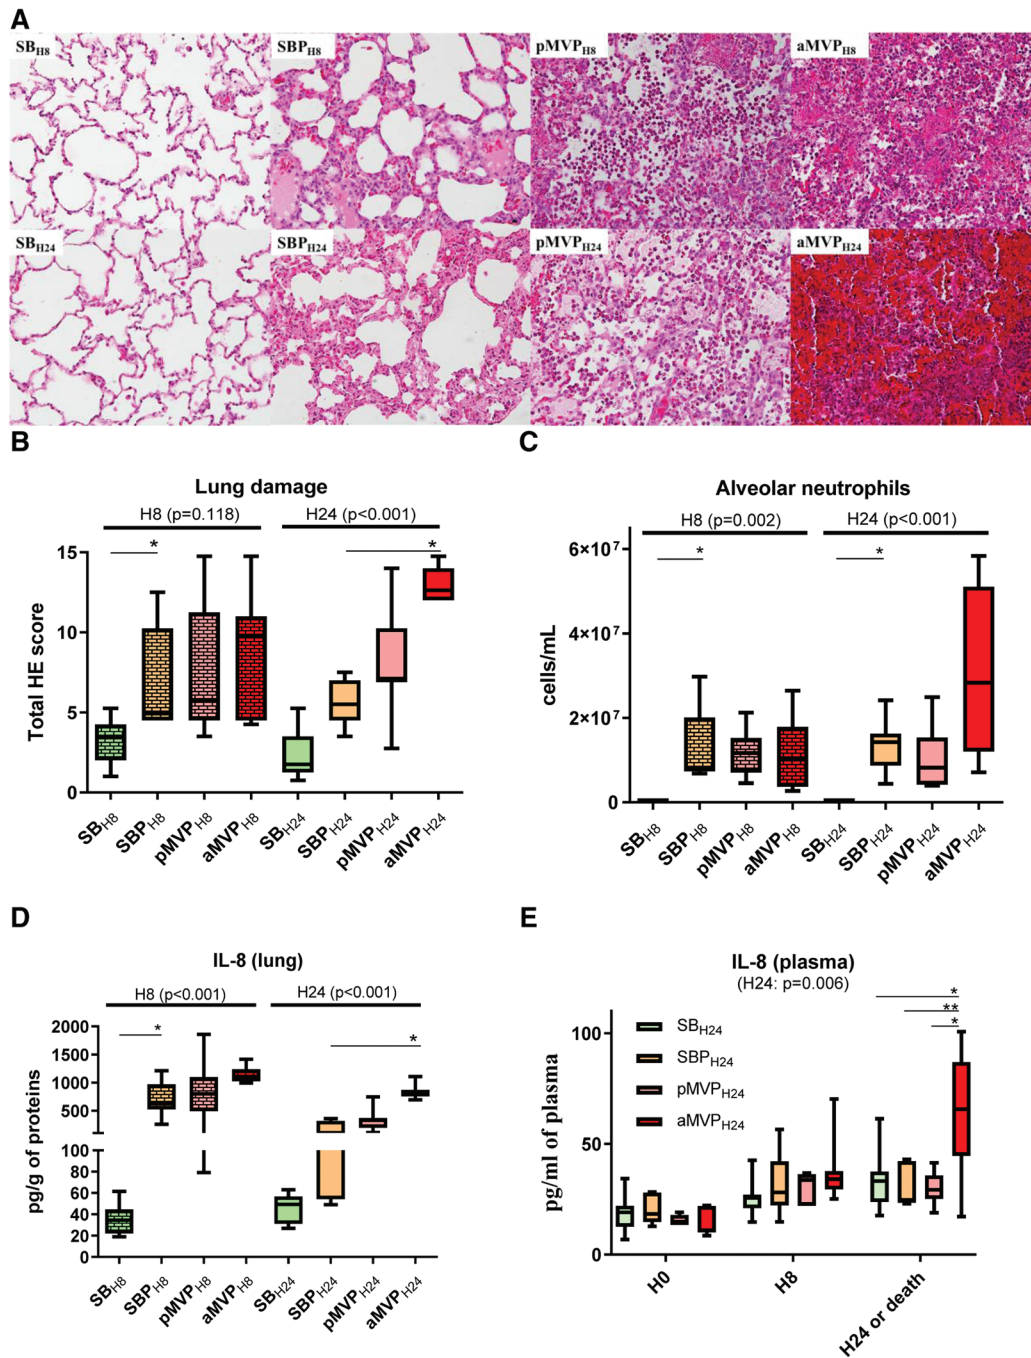 A
SBH8
SBPH8
pMVPH8
aMVPH8
SBH24
SBPH24
pMVPH24
aMVPH24
B
Lung damage
H8 (p=0.118)
H24 (p<0.001)
*
*
Total HE score
15
10
5
0
SBH8
SBPH8
pMVPH8
aMVPH8
SBH24
SBPH24
pMVPH24
aMVPH24
C
Alveolar neutrophils
H8 (p=0.002)
H24 (p<0.001)
*
*
cells/mL
6×10⁷
4×10⁷
2×10⁷
0
SBH8
SBPH8
pMVPH8
aMVPH8
SBH24
SBPH24
pMVPH24
aMVPH24
D
IL-8 (lung)
H8 (p<0.001)
H24 (p<0.001)
*
*
pg/g of proteins
2000
1500
1000
500
100
80
60
40
20
0
SBH8
SBPH8
pMVPH8
aMVPH8
SBH24
SBPH24
pMVPH24
aMVPH24
E
IL-8 (plasma)
(H24: p=0.006)
*
**
*
SBH24
SBPH24
pMVPH24
aMVPH24
pg/ml of plasma
100
50
0
H0
H8
H24 or death